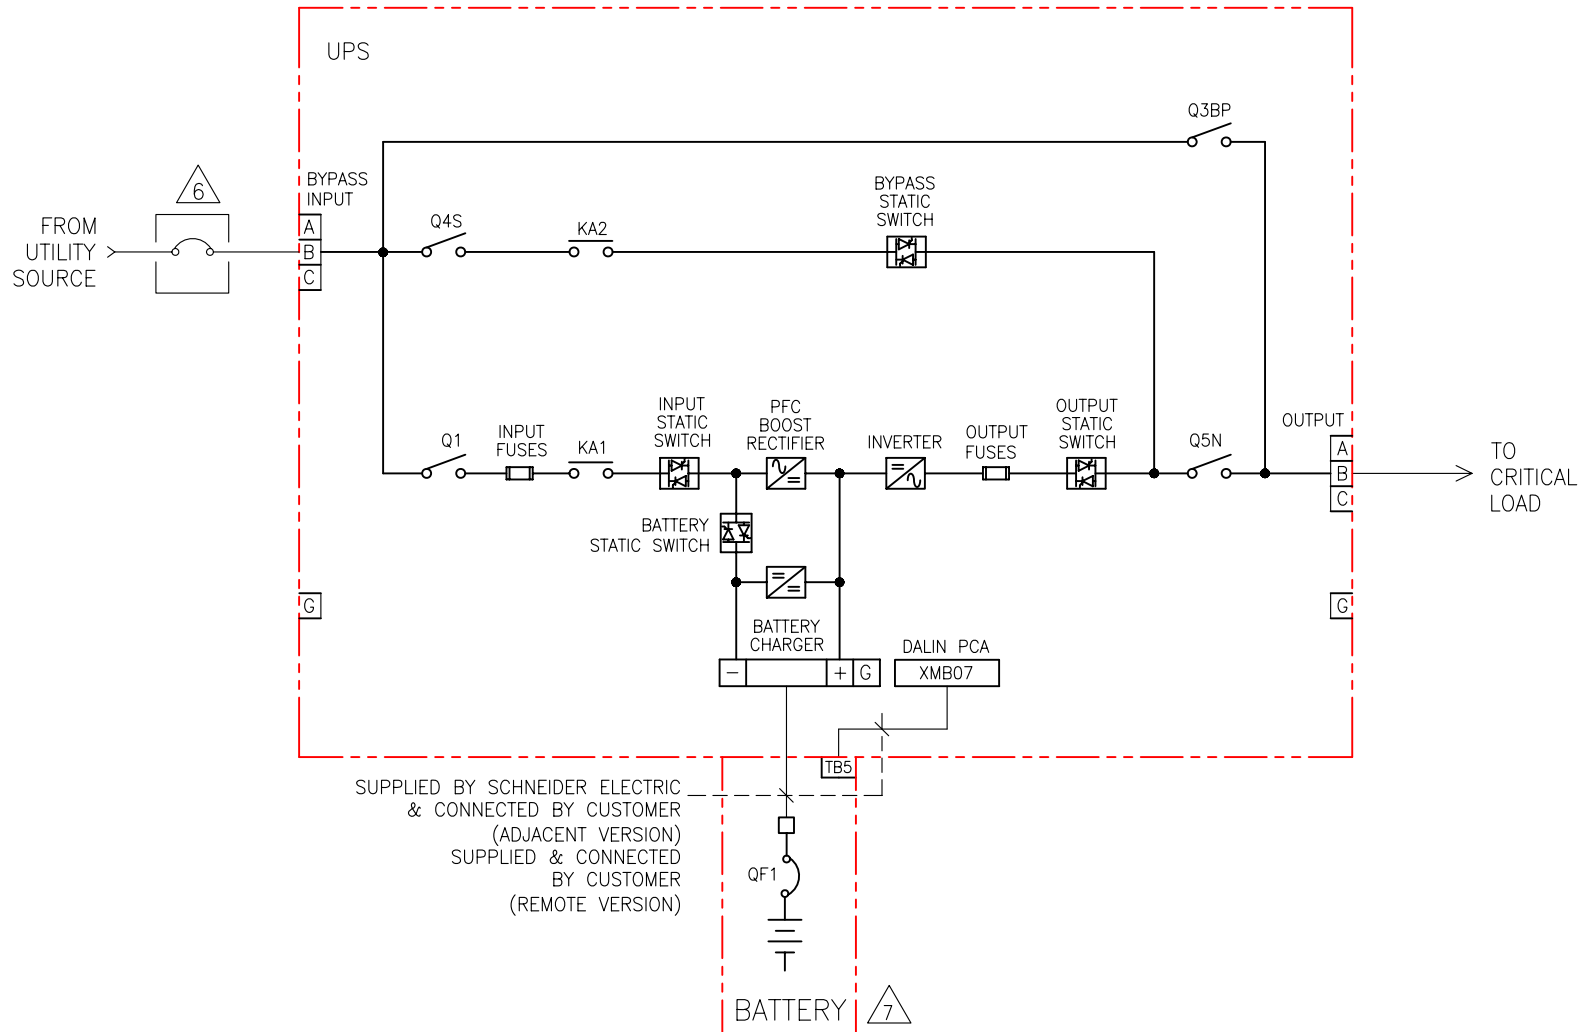 UPS
Q3BP
6
BYPASS
INPUT
FROM
UTILITY
SOURCE
A
B
C
Q4S
KA2
BYPASS
STATIC
SWITCH
Q1
INPUT
FUSES
KA1
INPUT
STATIC
SWITCH
PFC
BOOST
RECTIFIER
INVERTER
OUTPUT
FUSES
OUTPUT
STATIC
SWITCH
Q5N
OUTPUT
A
B
C
TO
CRITICAL
LOAD
BATTERY
STATIC SWITCH
G
G
BATTERY
CHARGER
- + G
DALIN PCA
XMB07
TB5
SUPPLIED BY SCHNEIDER ELECTRIC
& CONNECTED BY CUSTOMER
(ADJACENT VERSION)
SUPPLIED & CONNECTED
BY CUSTOMER
(REMOTE VERSION)
QF1
BATTERY
7